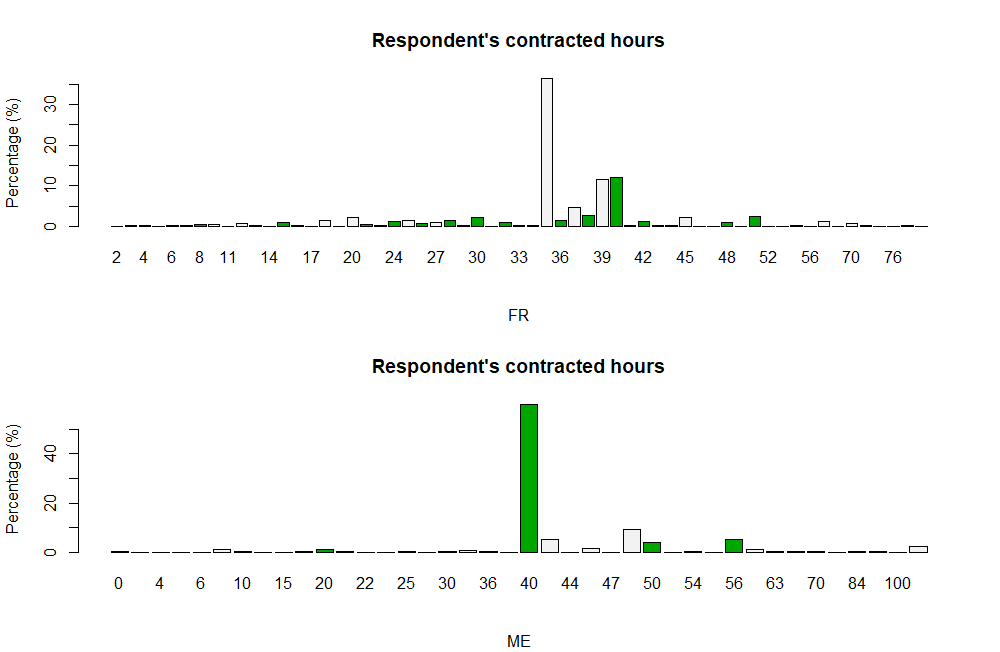 Respondent's contracted hours
Percentage (%)
0 10 20 30
2 4 6 8 11 14 17 20 24 27 30 33 36 39 42 45 48 52 56 70 76
FR
Respondent's contracted hours
Percentage (%)
0 20 40
0 4 6 10 15 20 22 25 30 36 40 44 47 50 54 56 63 70 84 100
ME